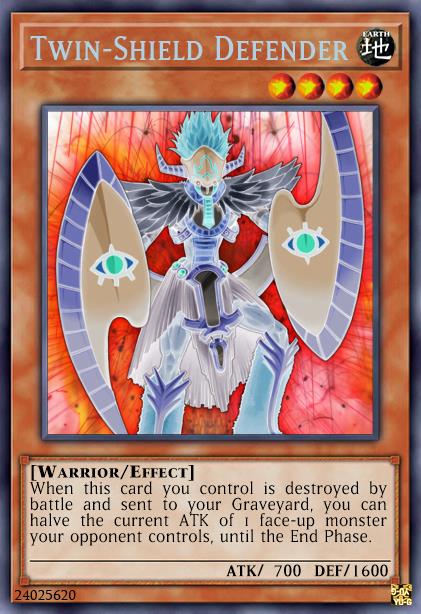 Twin-Shield Defender
EARTH
地
[Warrior/Effect]
When this card you control is destroyed by
battle and sent to your Graveyard, you can
halve the current ATK of 1 face-up monster
your opponent controls, until the End Phase.
ATK/ 700 DEF/1600
24025620